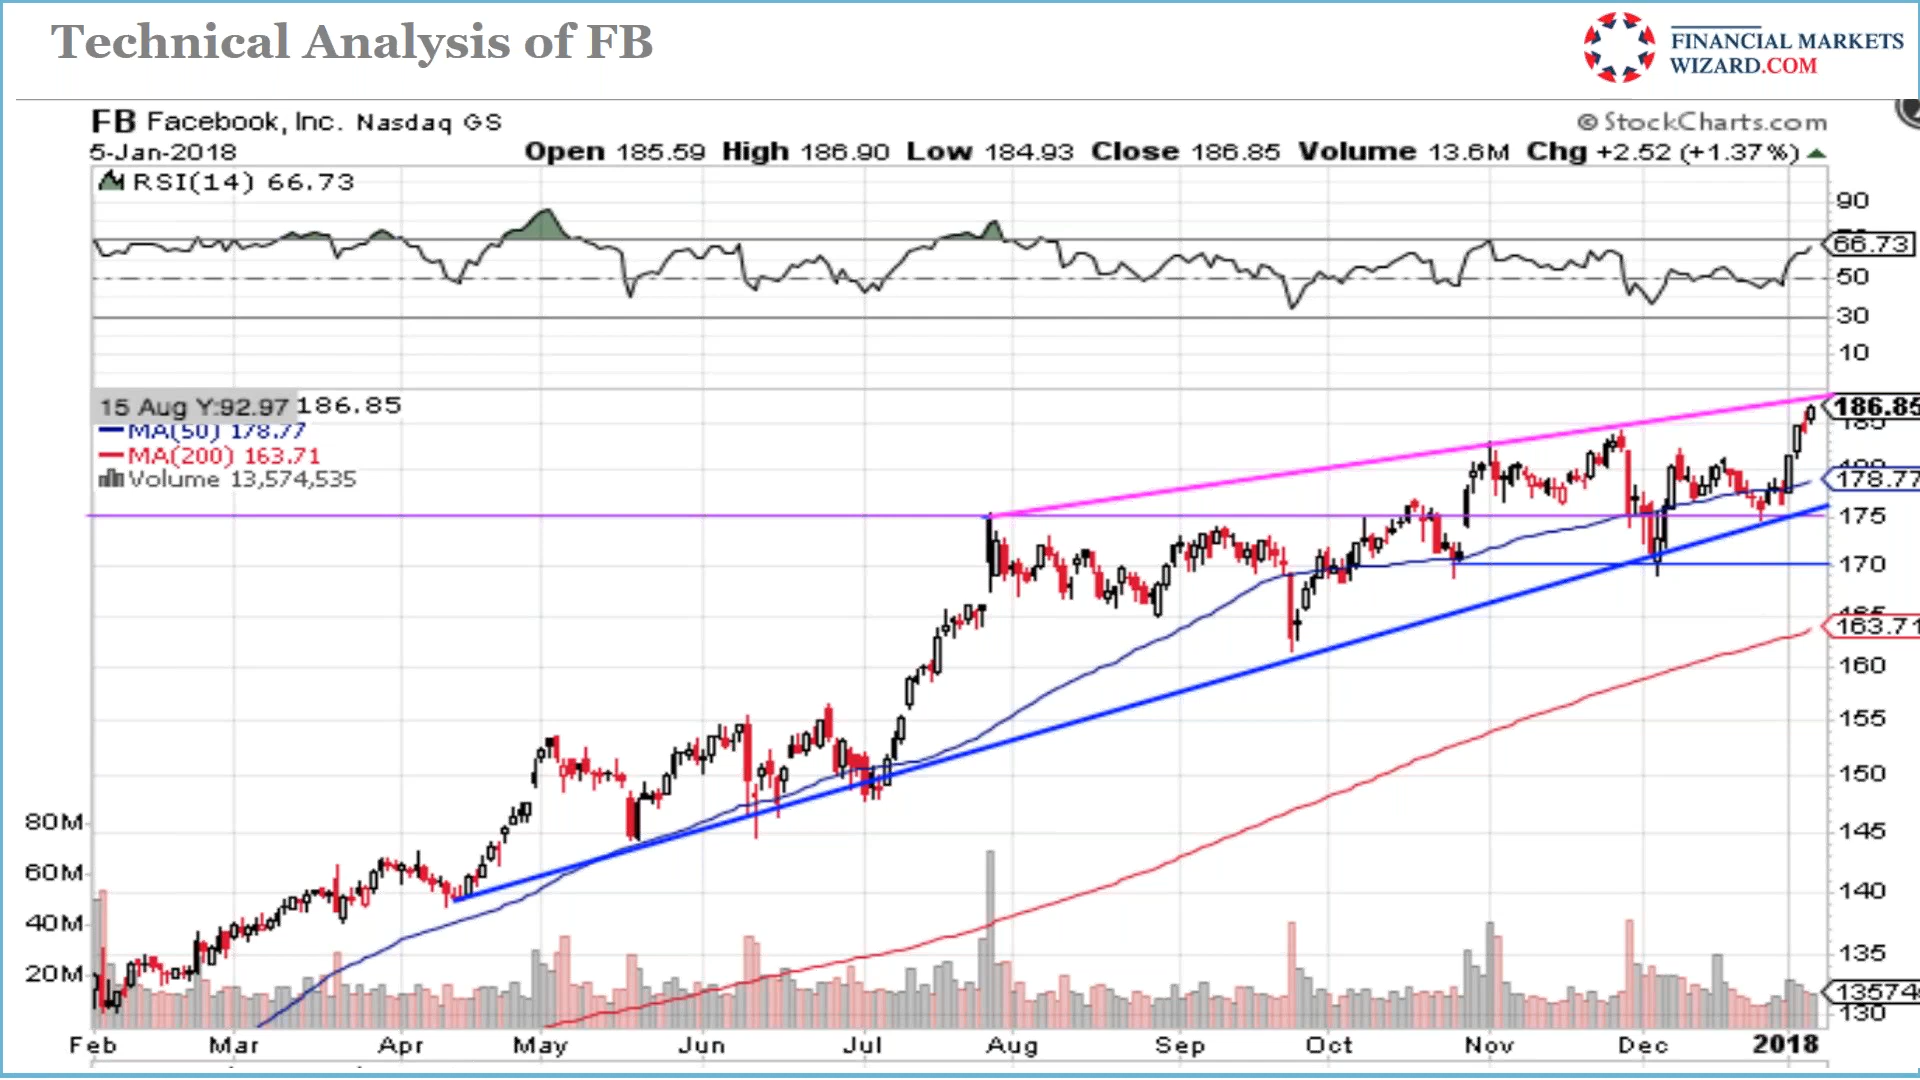 Technical Analysis of FB
FINANCIAL MARKETS
WIZARD.COM
FB Facebook, Inc. Nasdaq GS
© StockCharts.com
5-Jan-2018
Open 185.59 High 186.90 Low 184.93 Close 186.85 Volume 13.6M Chg +2.52 (+1.37%)
RSI(14) 66.73
90
66.73
50
30
10
15 Aug Y:92.97 186.85
MA(50) 178.77
MA(200) 163.71
Volume 13,574,535
186.85
185
180
178.77
175
170
165
163.71
160
155
150
145
140
135
13574
130
80M
60M
40M
20M
Feb Mar Apr May Jun Jul Aug Sep Oct Nov Dec 2018